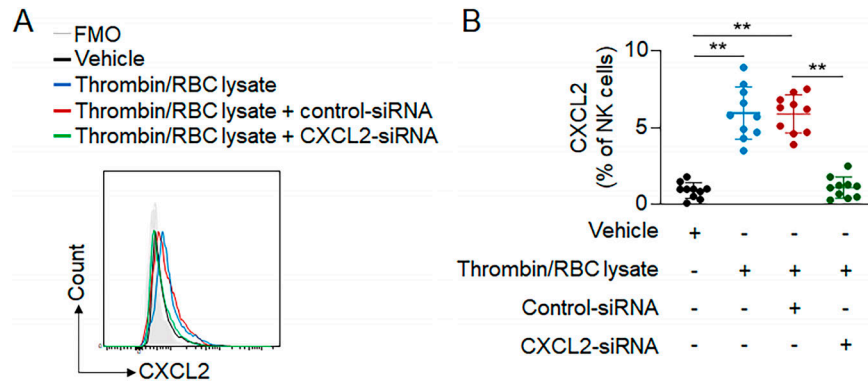 A
FMO
Vehicle
Thrombin/RBC lysate
Thrombin/RBC lysate + control-siRNA
Thrombin/RBC lysate + CXCL2-siRNA
Count
0
CXCL2
B
CXCL2
(% of NK cells)
10
5
0
**
**
**
Vehicle + - - -
Thrombin/RBC lysate - + + +
Control-siRNA - - + -
CXCL2-siRNA - - - +